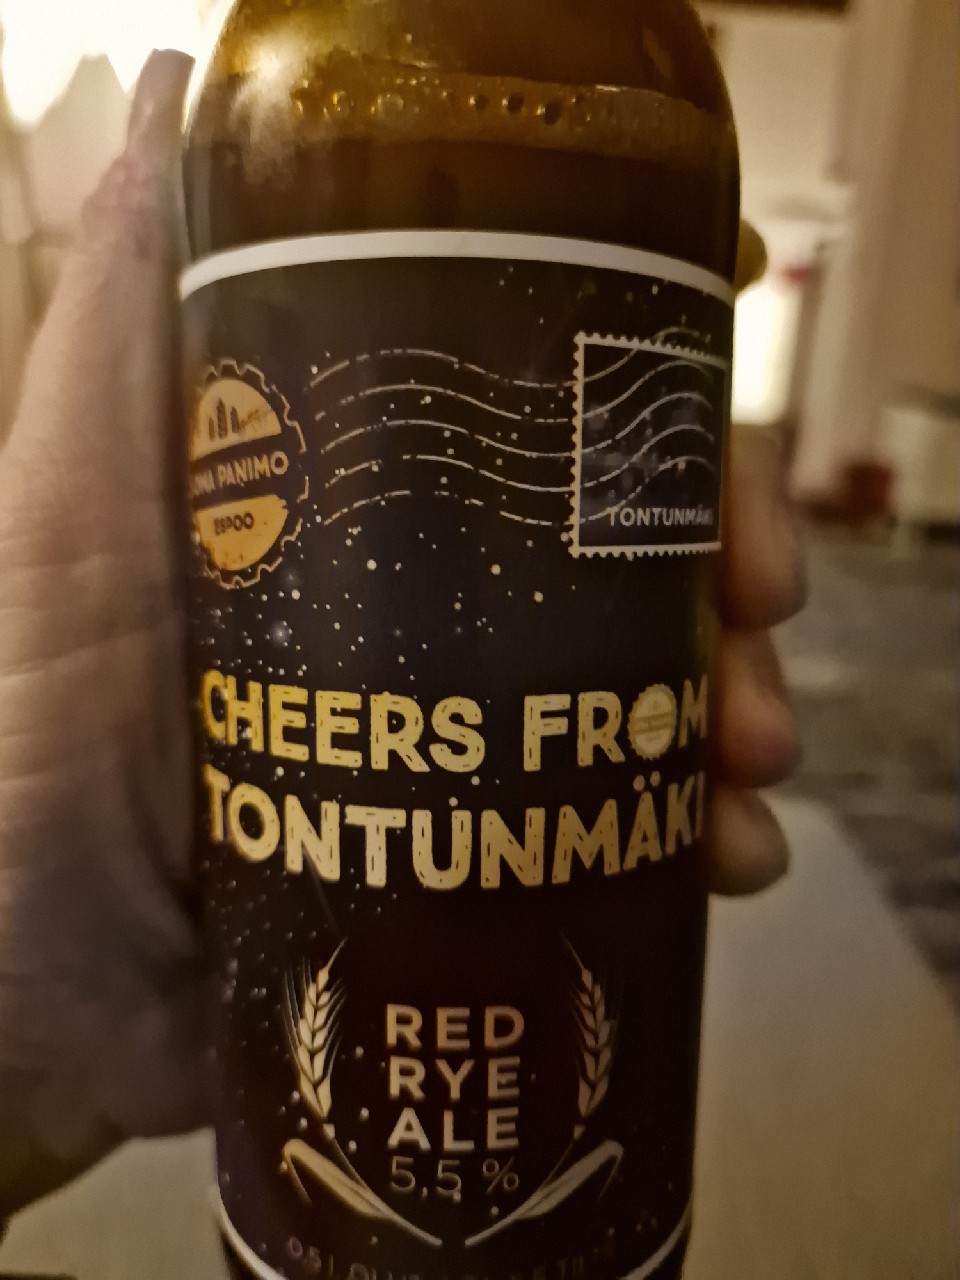 PANIMO
ESPOO
TONTUNMÄKI
CHEERS FROM
TONTUNMÄKI
RED
RYE
ALE
5,5 %